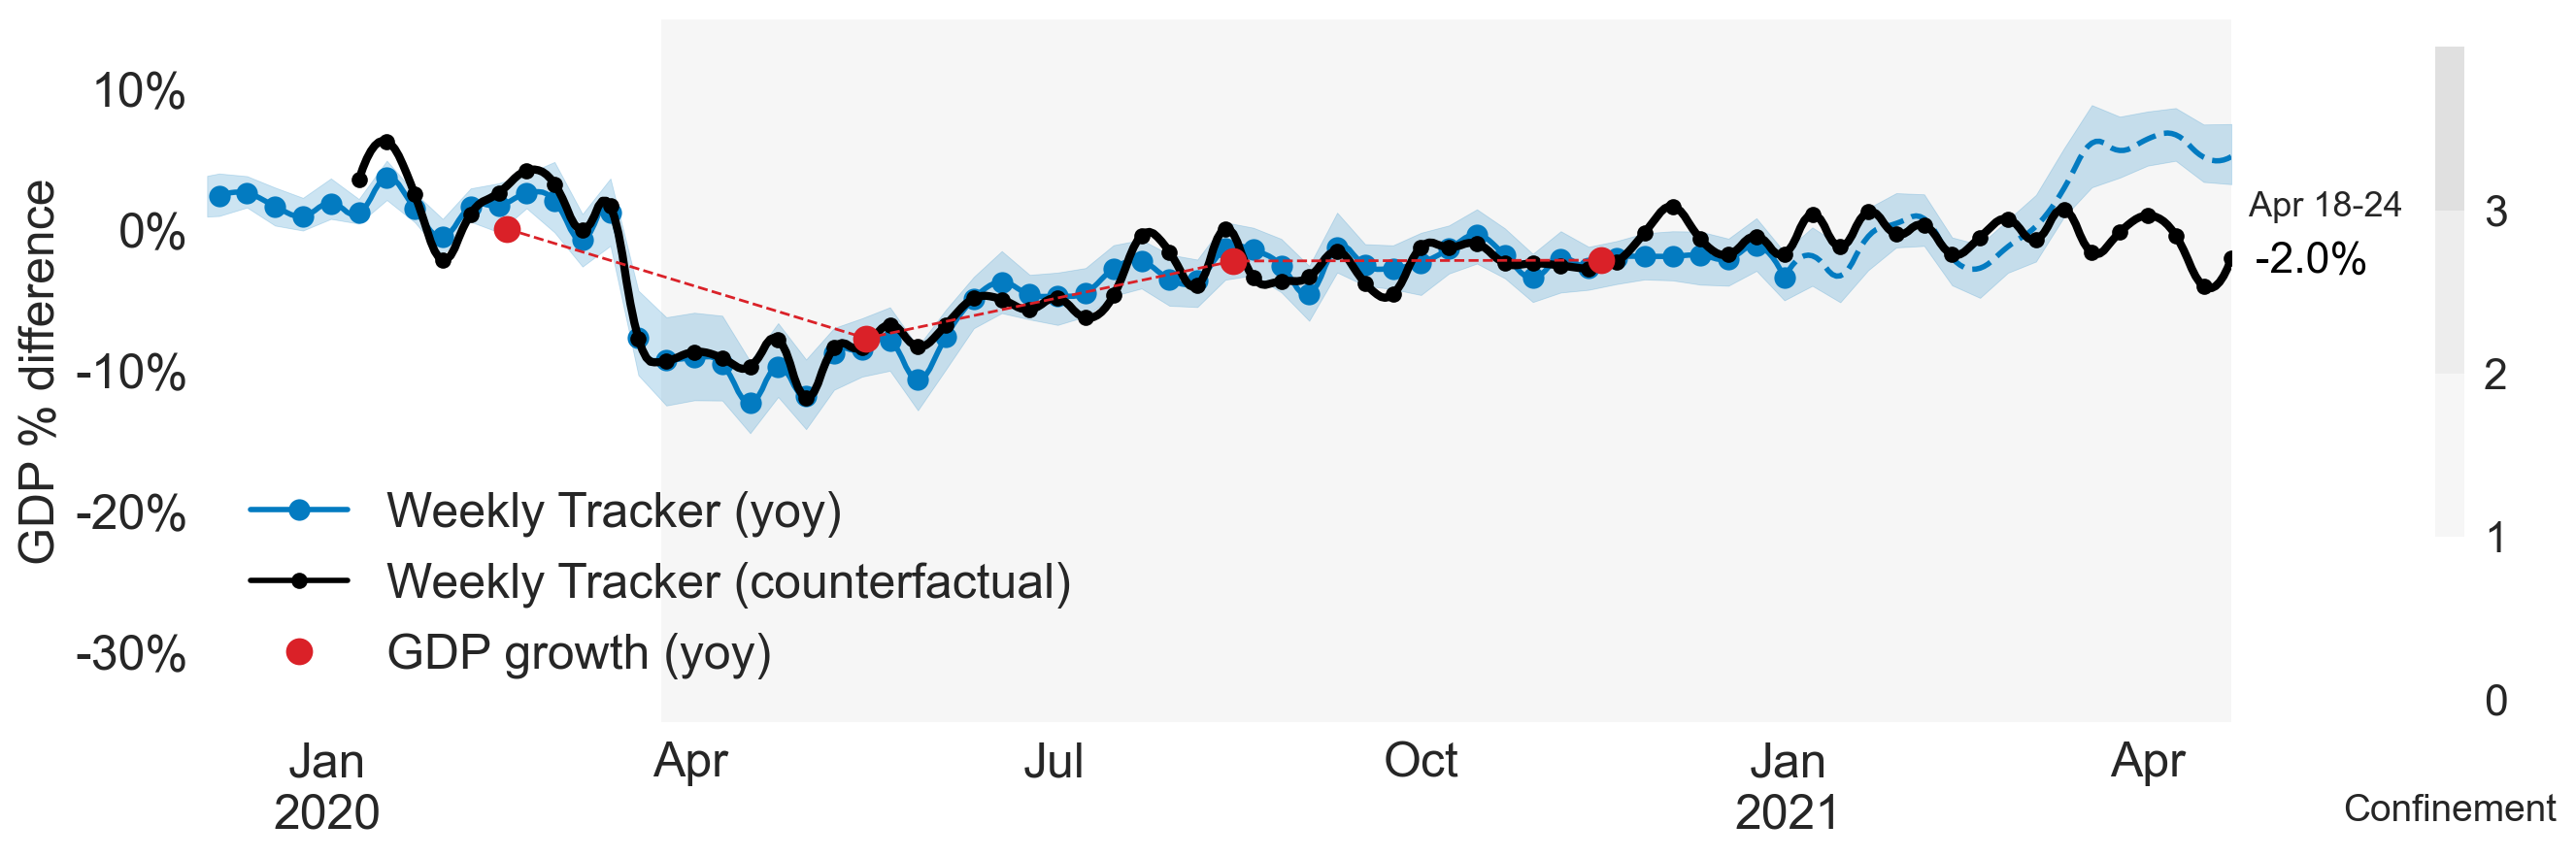 GDP % difference
10%
0%
-10%
-20%
-30%
Weekly Tracker (yoy)
Weekly Tracker (counterfactual)
GDP growth (yoy)
Jan
2020
Apr
Jul
Oct
Jan
2021
Apr
Apr 18-24
-2.0%
3
2
1
0
Confinement